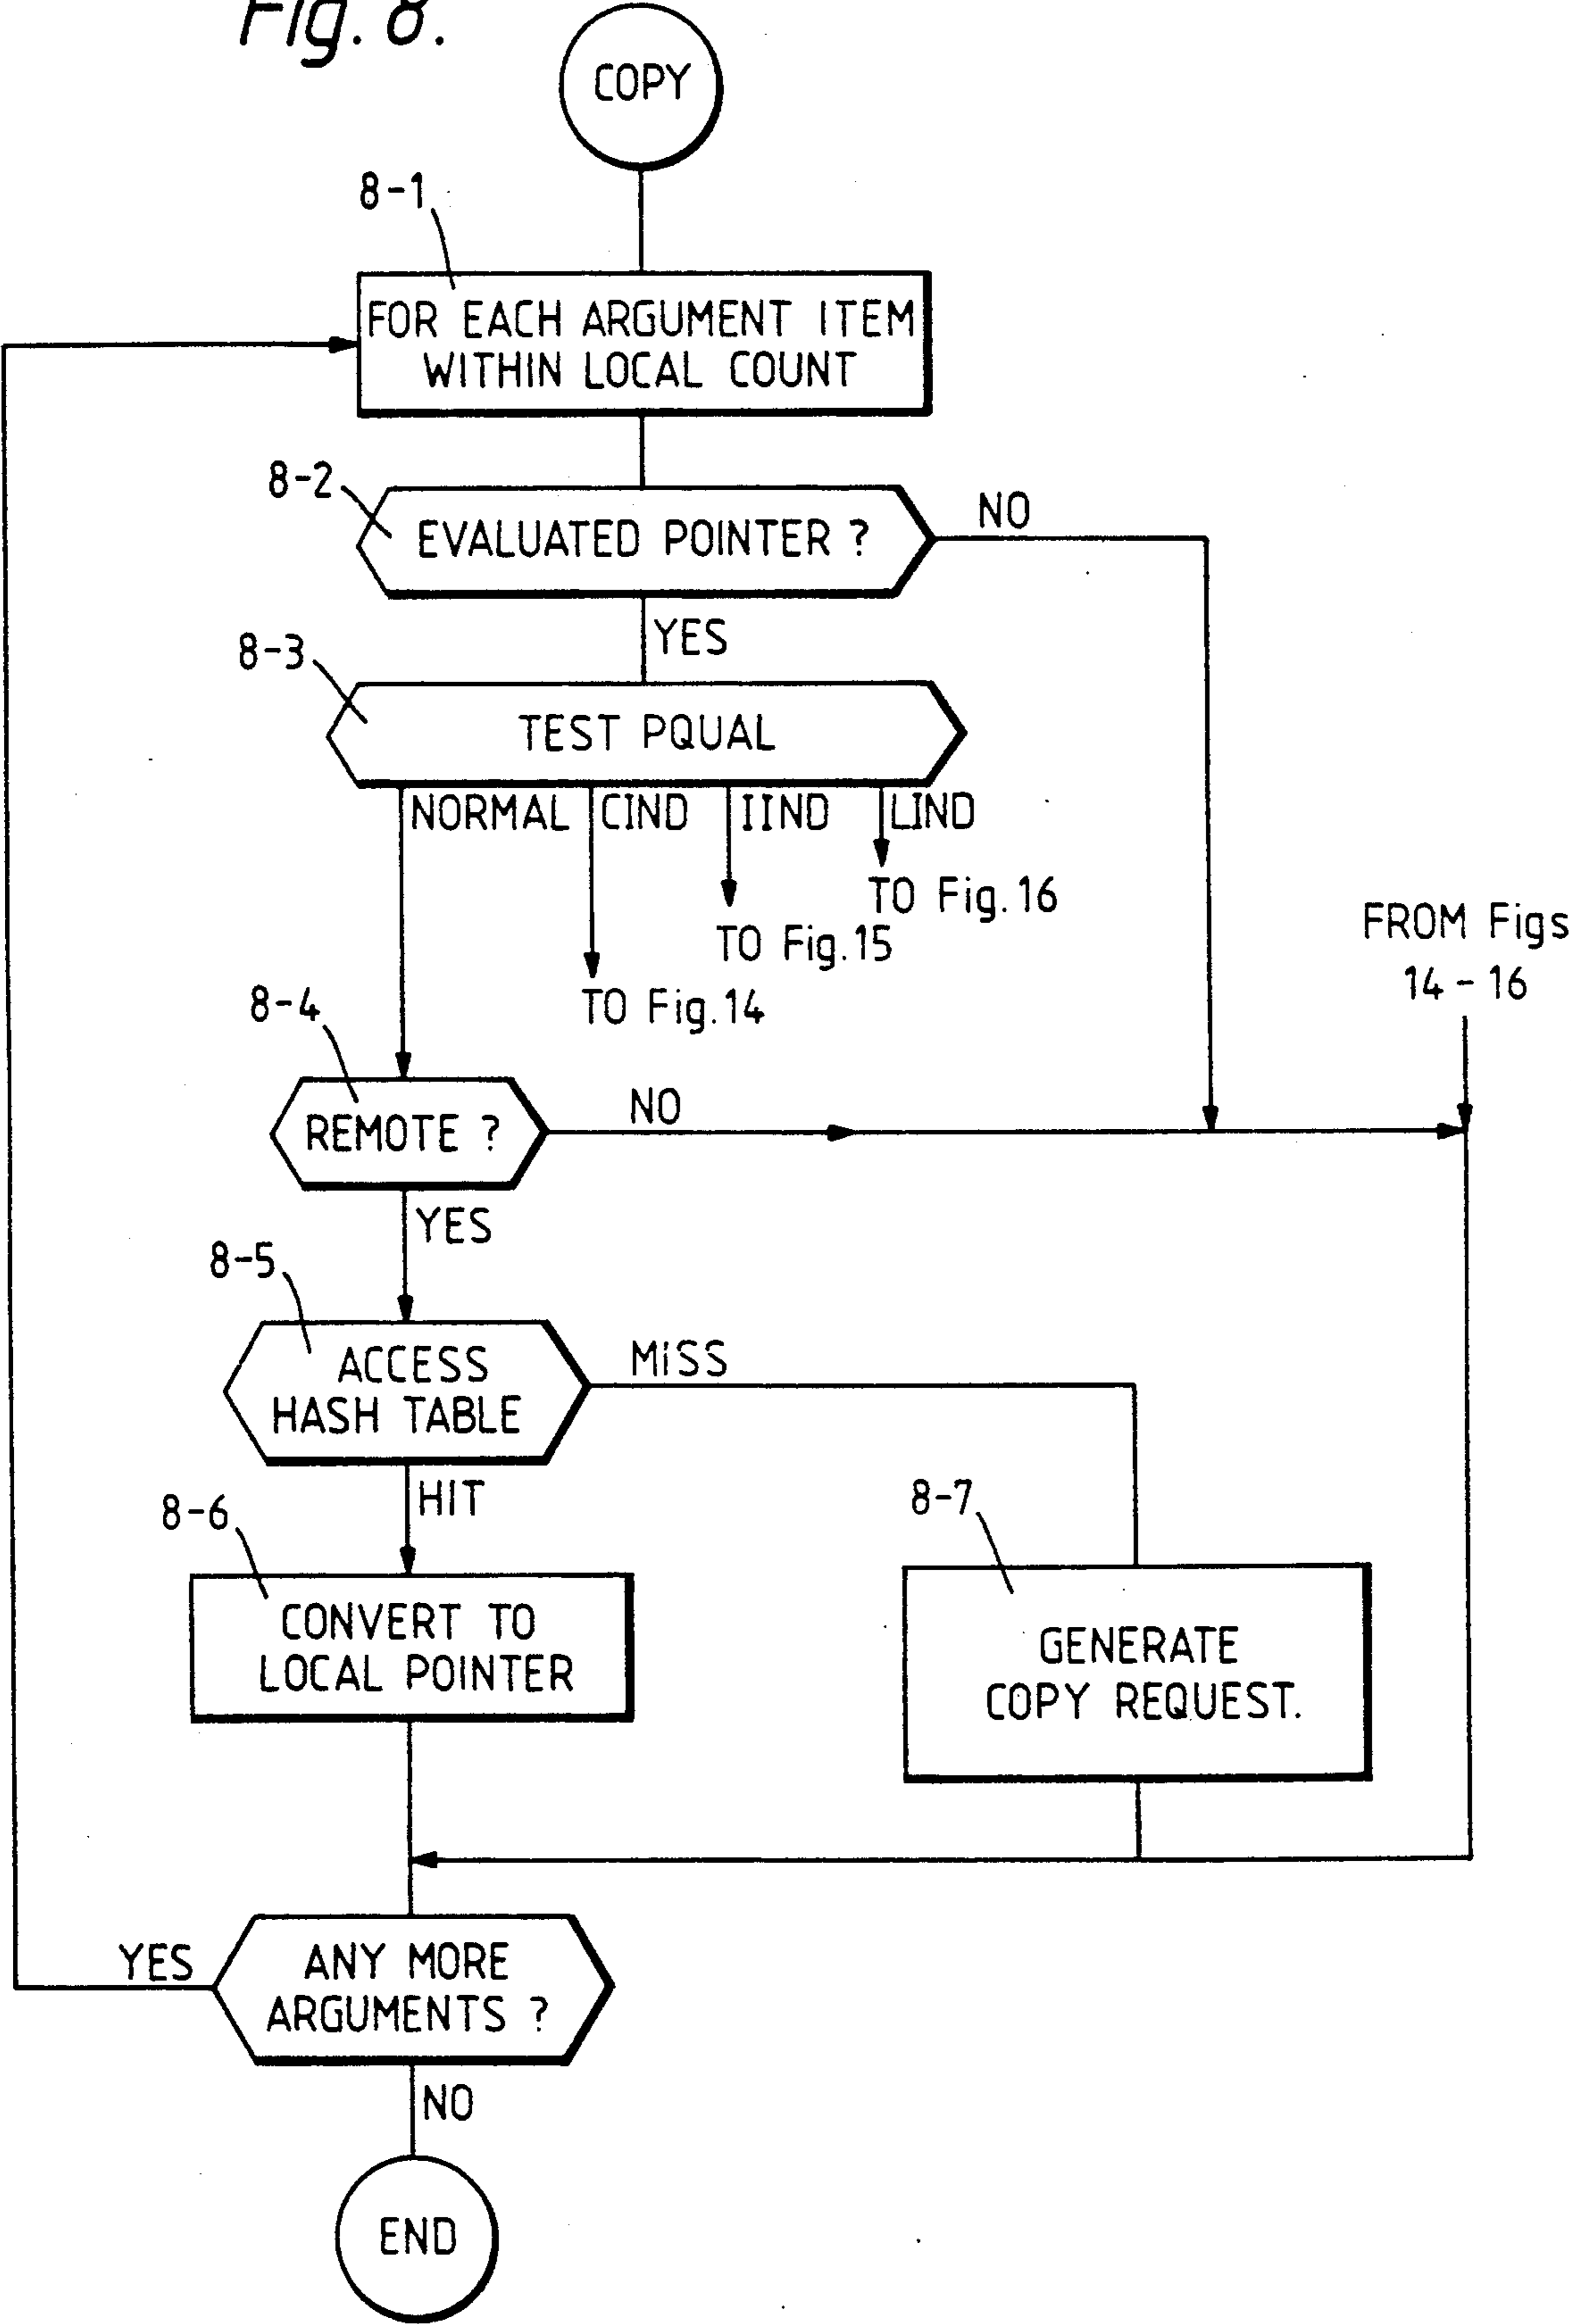 Fig. 8.
COPY
8-1
FOR EACH ARGUMENT ITEM
WITHIN LOCAL COUNT
8-2
EVALUATED POINTER ?
NO
YES
8-3
TEST PQUAL
NORMAL
CIND
IIND
LIND
TO Fig.16
TO Fig.15
TO Fig.14
FROM Figs
14-16
8-4
REMOTE ?
NO
YES
8-5
ACCESS
HASH TABLE
MiSS
HIT
8-6
CONVERT TO
LOCAL POINTER
8-7
GENERATE
COPY REQUEST.
ANY MORE
ARGUMENTS ?
YES
NO
END